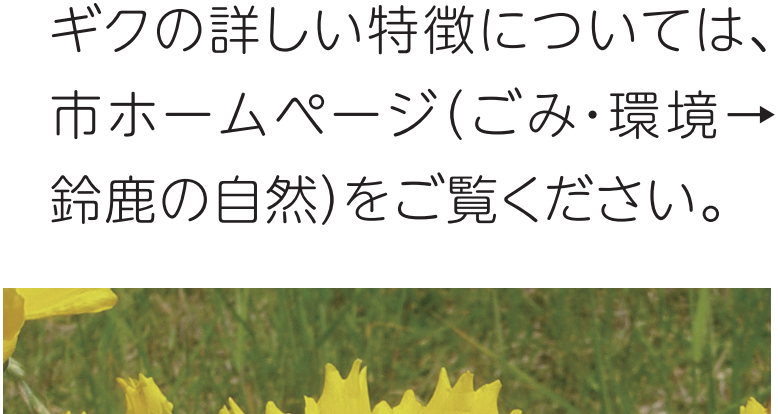 ギクの詳しい特徴については、
市ホームページ(ごみ・環境→
鈴鹿の自然)をご覧ください。